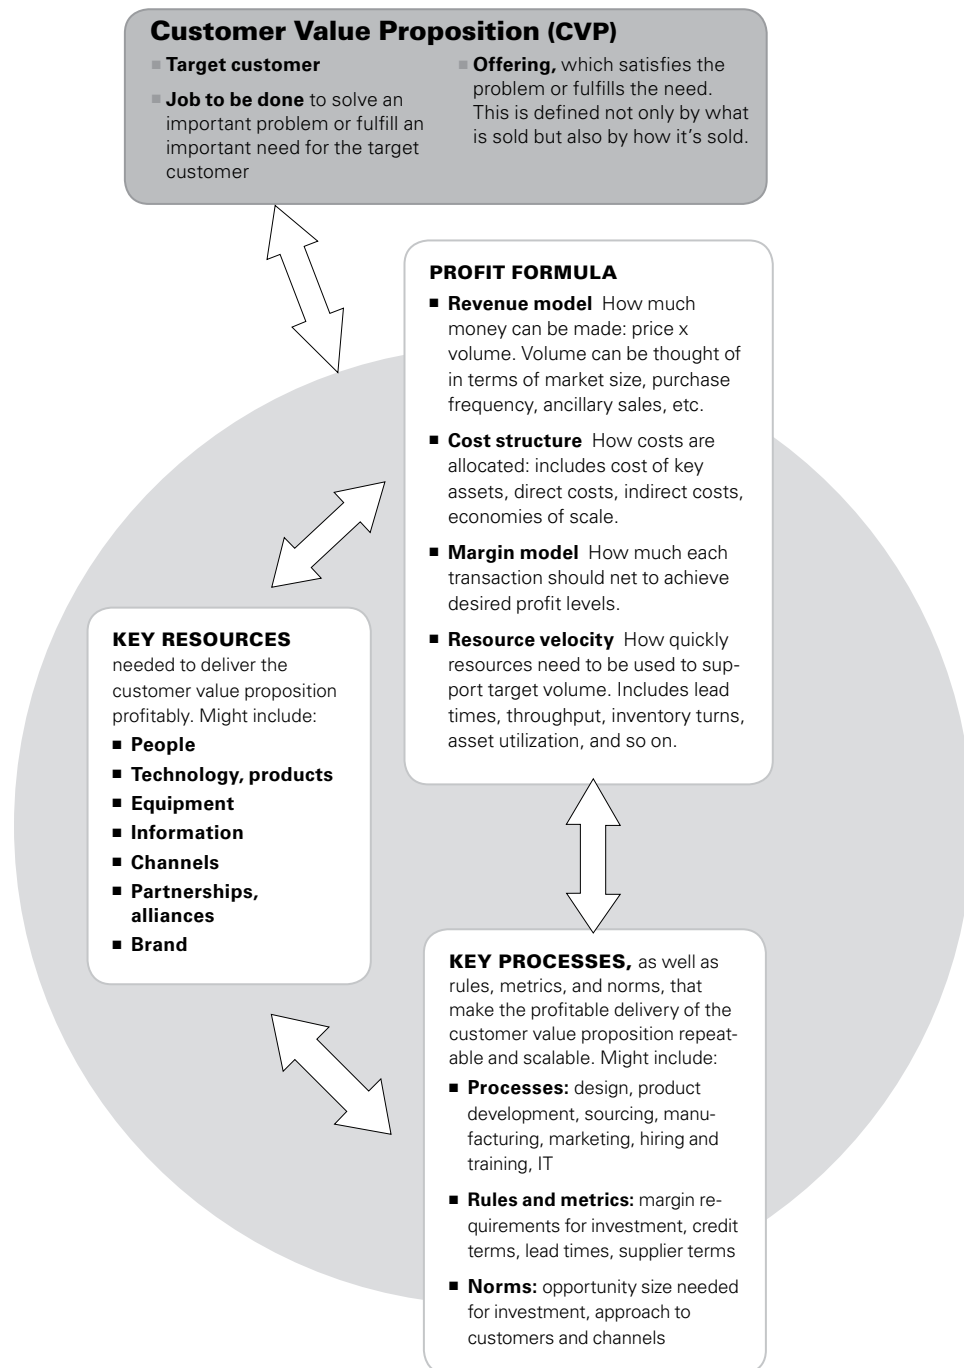 Customer Value Proposition (CVP)
■ Target customer
■ Job to be done to solve an
important problem or fulfill an
important need for the target
customer
■ Offering, which satisfies the
problem or fulfills the need.
This is defined not only by what
is sold but also by how it's sold.
PROFIT FORMULA
■ Revenue model How much
money can be made: price x
volume. Volume can be thought of
in terms of market size, purchase
frequency, ancillary sales, etc.
■ Cost structure How costs are
allocated: includes cost of key
assets, direct costs, indirect costs,
economies of scale.
■ Margin model How much each
transaction should net to achieve
desired profit levels.
■ Resource velocity How quickly
resources need to be used to sup-
port target volume. Includes lead
times, throughput, inventory turns,
asset utilization, and so on.
KEY RESOURCES
needed to deliver the
customer value proposition
profitably. Might include:
■ People
■ Technology, products
■ Equipment
■ Information
■ Channels
■ Partnerships,
alliances
■ Brand
KEY PROCESSES, as well as
rules, metrics, and norms, that
make the profitable delivery of the
customer value proposition repeat-
able and scalable. Might include:
■ Processes: design, product
development, sourcing, manu-
facturing, marketing, hiring and
training, IT
■ Rules and metrics: margin re-
quirements for investment, credit
terms, lead times, supplier terms
■ Norms: opportunity size needed
for investment, approach to
customers and channels